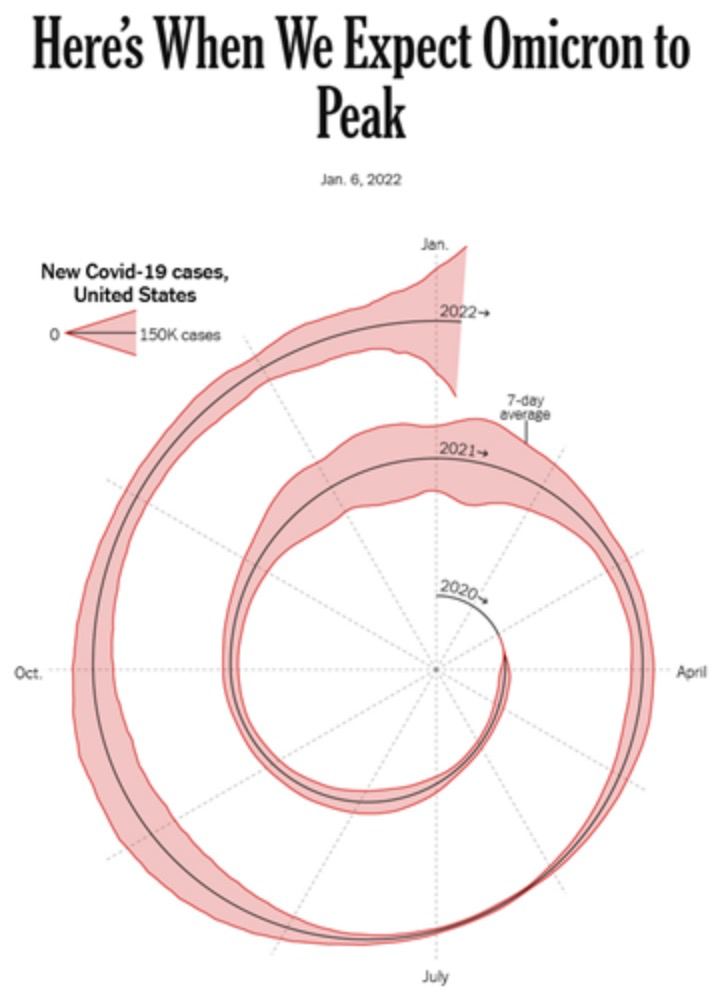 Here's When We Expect Omicron to
Peak
Jan. 6, 2022
Jan.
New Covid-19 cases,
United States
0
150K cases
2022→
7-day
average
2021→
2020→
Oct.
April
July